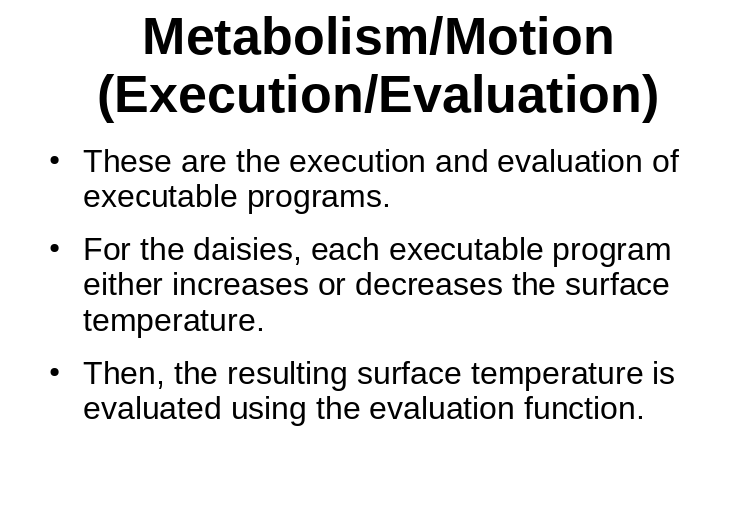 Metabolism/Motion
(Execution/Evaluation)
• These are the execution and evaluation of
executable programs.
• For the daisies, each executable program
either increases or decreases the surface
temperature.
• Then, the resulting surface temperature is
evaluated using the evaluation function.